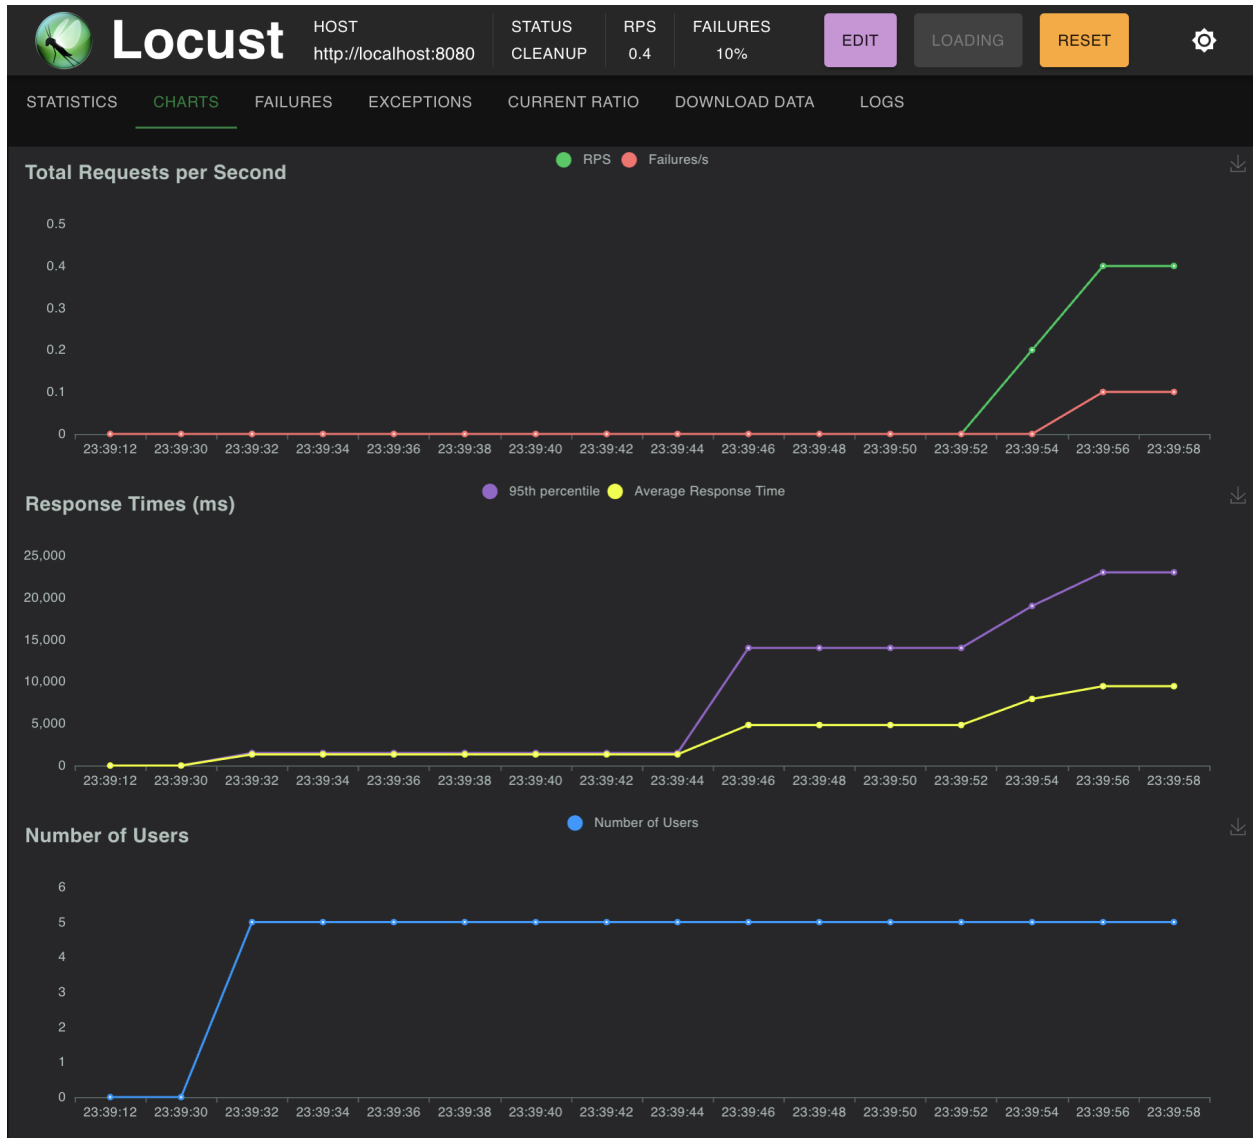 Locust
HOST
http://localhost:8080
STATUS
CLEANUP
RPS
0.4
FAILURES
10%
EDIT
LOADING
RESET
STATISTICS CHARTS FAILURES EXCEPTIONS CURRENT RATIO DOWNLOAD DATA LOGS
Total Requests per Second
RPS Failures/s
0.5
0.4
0.3
0.2
0.1
0
23:39:12 23:39:30 23:39:32 23:39:34 23:39:36 23:39:38 23:39:40 23:39:42 23:39:44 23:39:46 23:39:48 23:39:50 23:39:52 23:39:54 23:39:56 23:39:58
Response Times (ms)
95th percentile Average Response Time
25,000
20,000
15,000
10,000
5,000
0
23:39:12 23:39:30 23:39:32 23:39:34 23:39:36 23:39:38 23:39:40 23:39:42 23:39:44 23:39:46 23:39:48 23:39:50 23:39:52 23:39:54 23:39:56 23:39:58
Number of Users
Number of Users
6
5
4
3
2
1
0
23:39:12 23:39:30 23:39:32 23:39:34 23:39:36 23:39:38 23:39:40 23:39:42 23:39:44 23:39:46 23:39:48 23:39:50 23:39:52 23:39:54 23:39:56 23:39:58